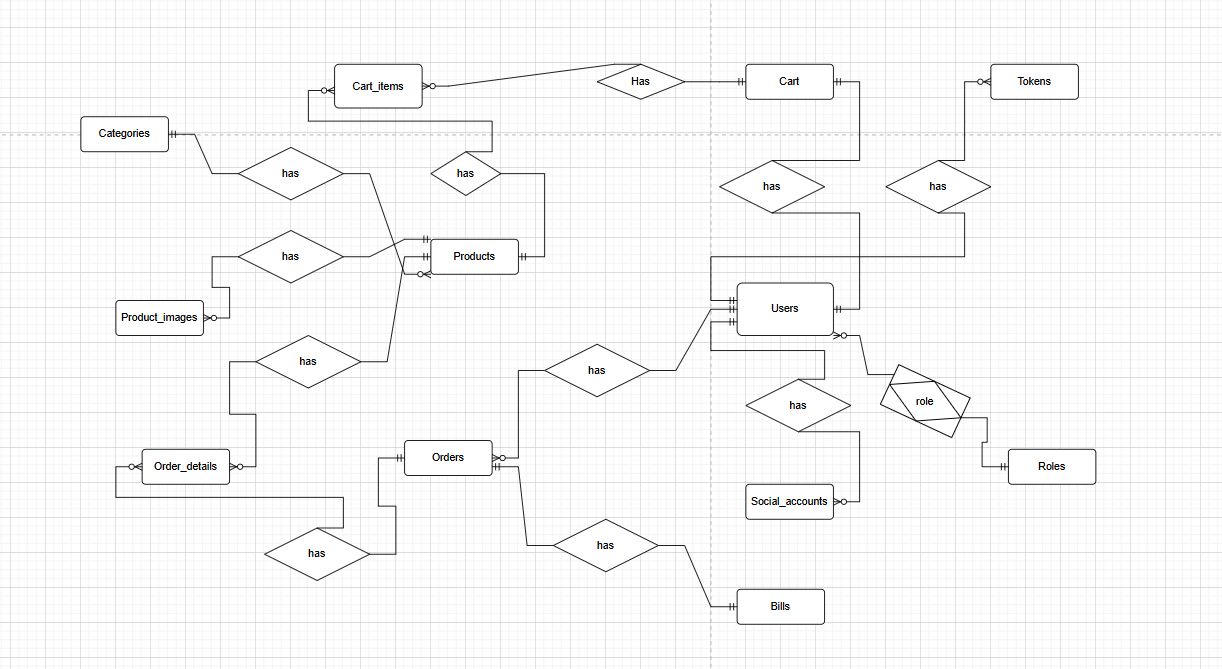 Cart_items
Has
Cart
Tokens
Categories
has
has
has
has
has
Products
Product_images
Users
has
has
has
role
Orders
Order_details
Roles
Social_accounts
has
has
Bills